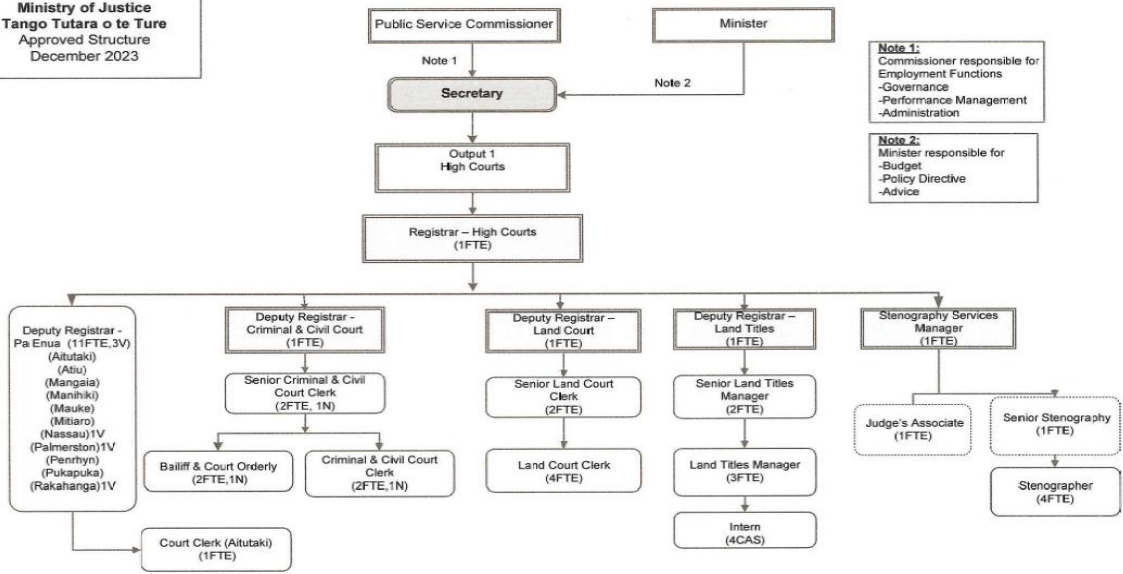 Ministry of Justice
Tango Tutara o te Ture
Approved Structure
December 2023
Public Service Commissioner
Minister
Note 1
Note 2
Secretary
Note 1:
Commissioner responsible for
Employment Functions
-Governance
-Performance Management
-Administration
Note 2:
Minister responsible for
-Budget
-Policy Directive
-Advice
Output 1
High Courts
Registrar – High Courts
(1FTE)
Deputy Registrar -
Pa Enua (11FTE,3V)
(Aitutaki)
(Atiu)
(Mangaia)
(Manihiki)
(Mauke)
(Mitiaro)
(Nassau)1V
(Palmerston)1V
(Penrhyn)
(Pukapuka)
(Rakahanga)1V
Court Clerk (Aitutaki)
(1FTE)
Deputy Registrar -
Criminal & Civil Court
(1FTE)
Senior Criminal & Civil
Court Clerk
(2FTE, 1N)
Bailiff & Court Orderly
(2FTE,1N)
Criminal & Civil Court
Clerk
(2FTE,1N)
Deputy Registrar –
Land Court
(1FTE)
Senior Land Court
Clerk
(2FTE)
Land Court Clerk
(4FTE)
Deputy Registrar –
Land Titles
(1FTE)
Senior Land Titles
Manager
(2FTE)
Land Titles Manager
(3FTE)
Intern
(4CAS)
Stenography Services
Manager
(1FTE)
Judge's Associate
(1FTE)
Senior Stenography
(1FTE)
Stenographer
(4FTE)